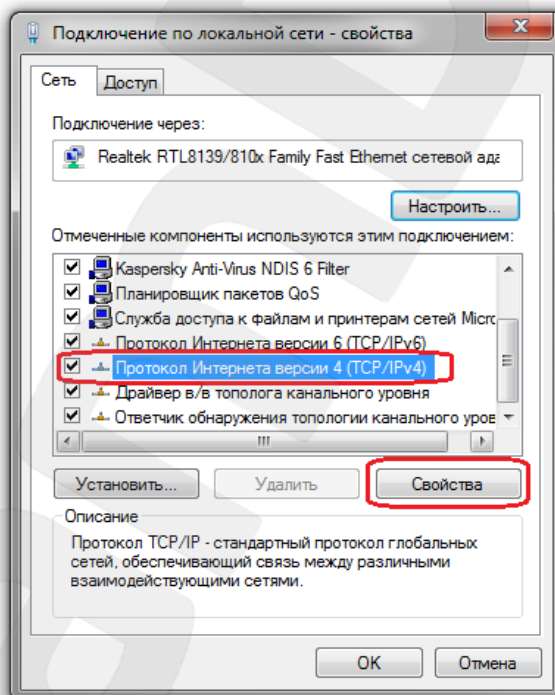 Подключение по локальной сети - свойства
Сеть
Доступ
Подключение через:
Realtek RTL8139/810x Family Fast Ethernet сетевой ада
Настроить...
Отмеченные компоненты используются этим подключением:
Kaspersky Anti-Virus NDIS 6 Filter
Планировщик пакетов QoS
Служба доступа к файлам и принтерам сетей Micro
Протокол Интернета версии 6 (TCP/IPv6)
Протокол Интернета версии 4 (TCP/IPv4)
Драйвер в/в тополога канального уровня
Ответчик обнаружения топологии канального уров
Установить...
Удалить
Свойства
Описание
Протокол TCP/IP - стандартный протокол глобальных
сетей, обеспечивающий связь между различными
взаимодействующими сетями.
OK
Отмена